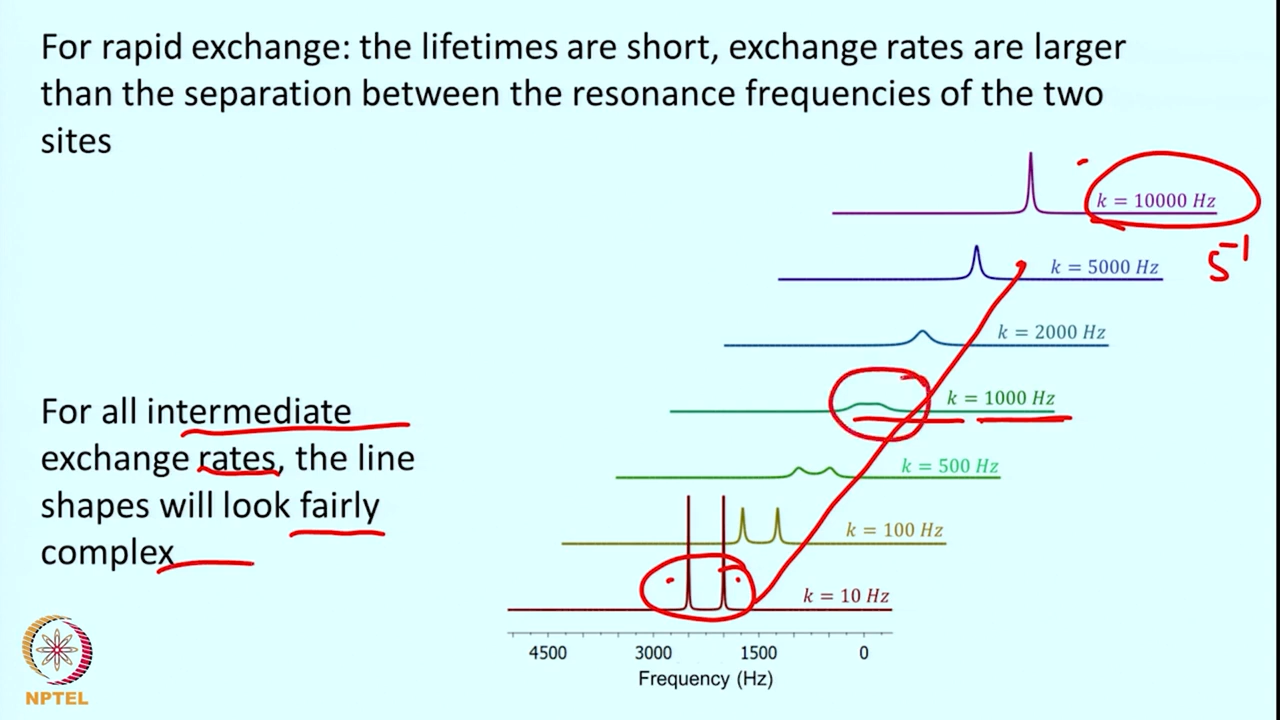 For rapid exchange: the lifetimes are short, exchange rates are larger
than the separation between the resonance frequencies of the two
sites
k = 10000 Hz
s⁻¹
k = 5000 Hz
k = 2000 Hz
k = 1000 Hz
k = 500 Hz
k = 100 Hz
k = 10 Hz
4500 3000 1500 0
Frequency (Hz)
For all intermediate
exchange rates, the line
shapes will look fairly
complex
NPTEL